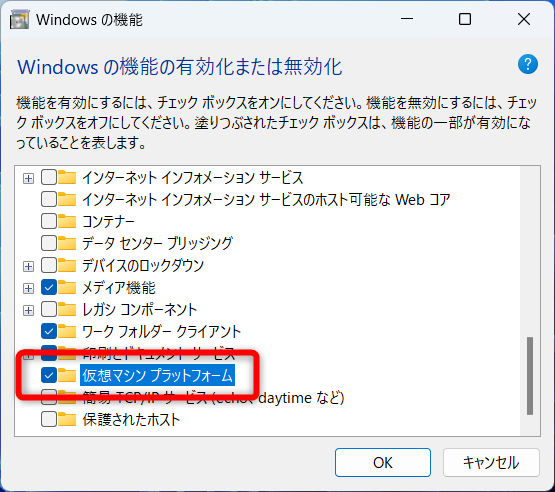 Windows の機能
Windows の機能の有効化または無効化
?
機能を有効にするには、チェック ボックスをオンにしてください。機能を無効にするには、チェッ
ク ボックスをオフにしてください。塗りつぶされたチェック ボックスは、機能の一部が有効にな
っていることを表します。
インターネット インフォメーション サービス
インターネット インフォメーション サービスのホスト可能な Web コア
コンテナー
データ センター ブリッジング
デバイスのロックダウン
メディア機能
レガシ コンポーネント
ワーク フォルダー クライアント
印刷とドキュメント サービス
仮想マシン プラットフォーム
簡易 TCP/IP サービス (echo、daytime など)
保護されたホスト
OK
キャンセル